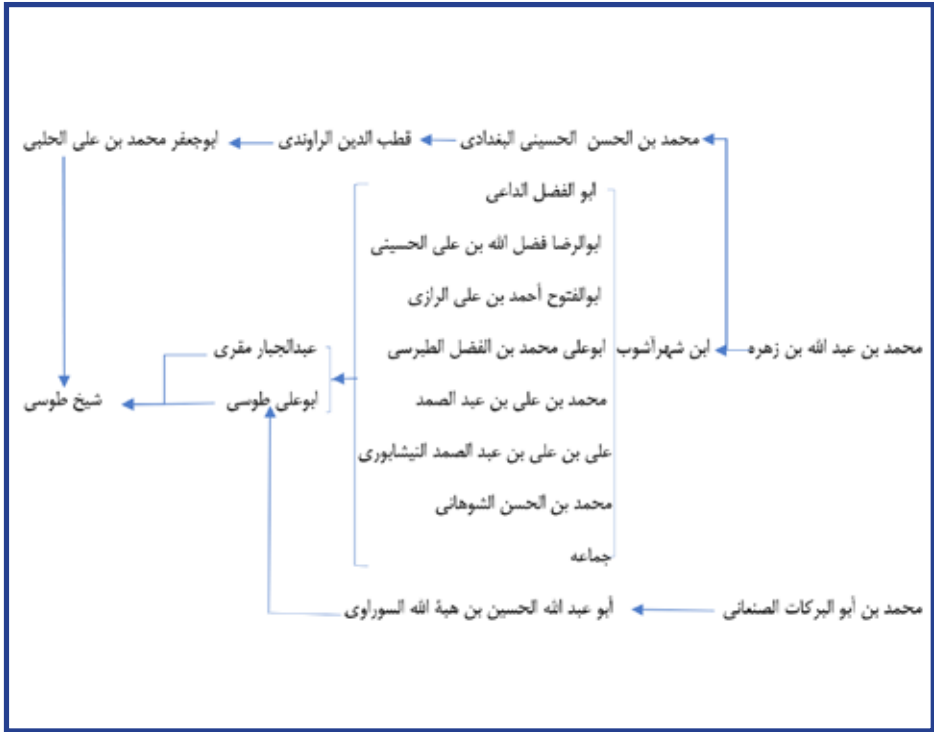 محمد بن الحسن الحسینی البغدادی قطب الدین الراوندی ابوجعفر محمد بن علی الحلبی
ابو الفضل الداعی
ابوالرضا فضل الله بن علی الحسینی
ابوالفتوح أحمد بن علی الرازی
محمد بن عبد الله بن زهره ابن شهرآشوب ابوعلی محمد بن الفضل الطبرسی عبدالجبار مقری
محمد بن علی بن عبد الصمد ابوعلی طوسی شیخ طوسی
علی بن علی بن عبد الصمد النیشابوری
محمد بن الحسن الشوهانی
جماعه
محمد بن أبو البرکات الصنعانی أبو عبد الله الحسین بن هبة الله السوراوی